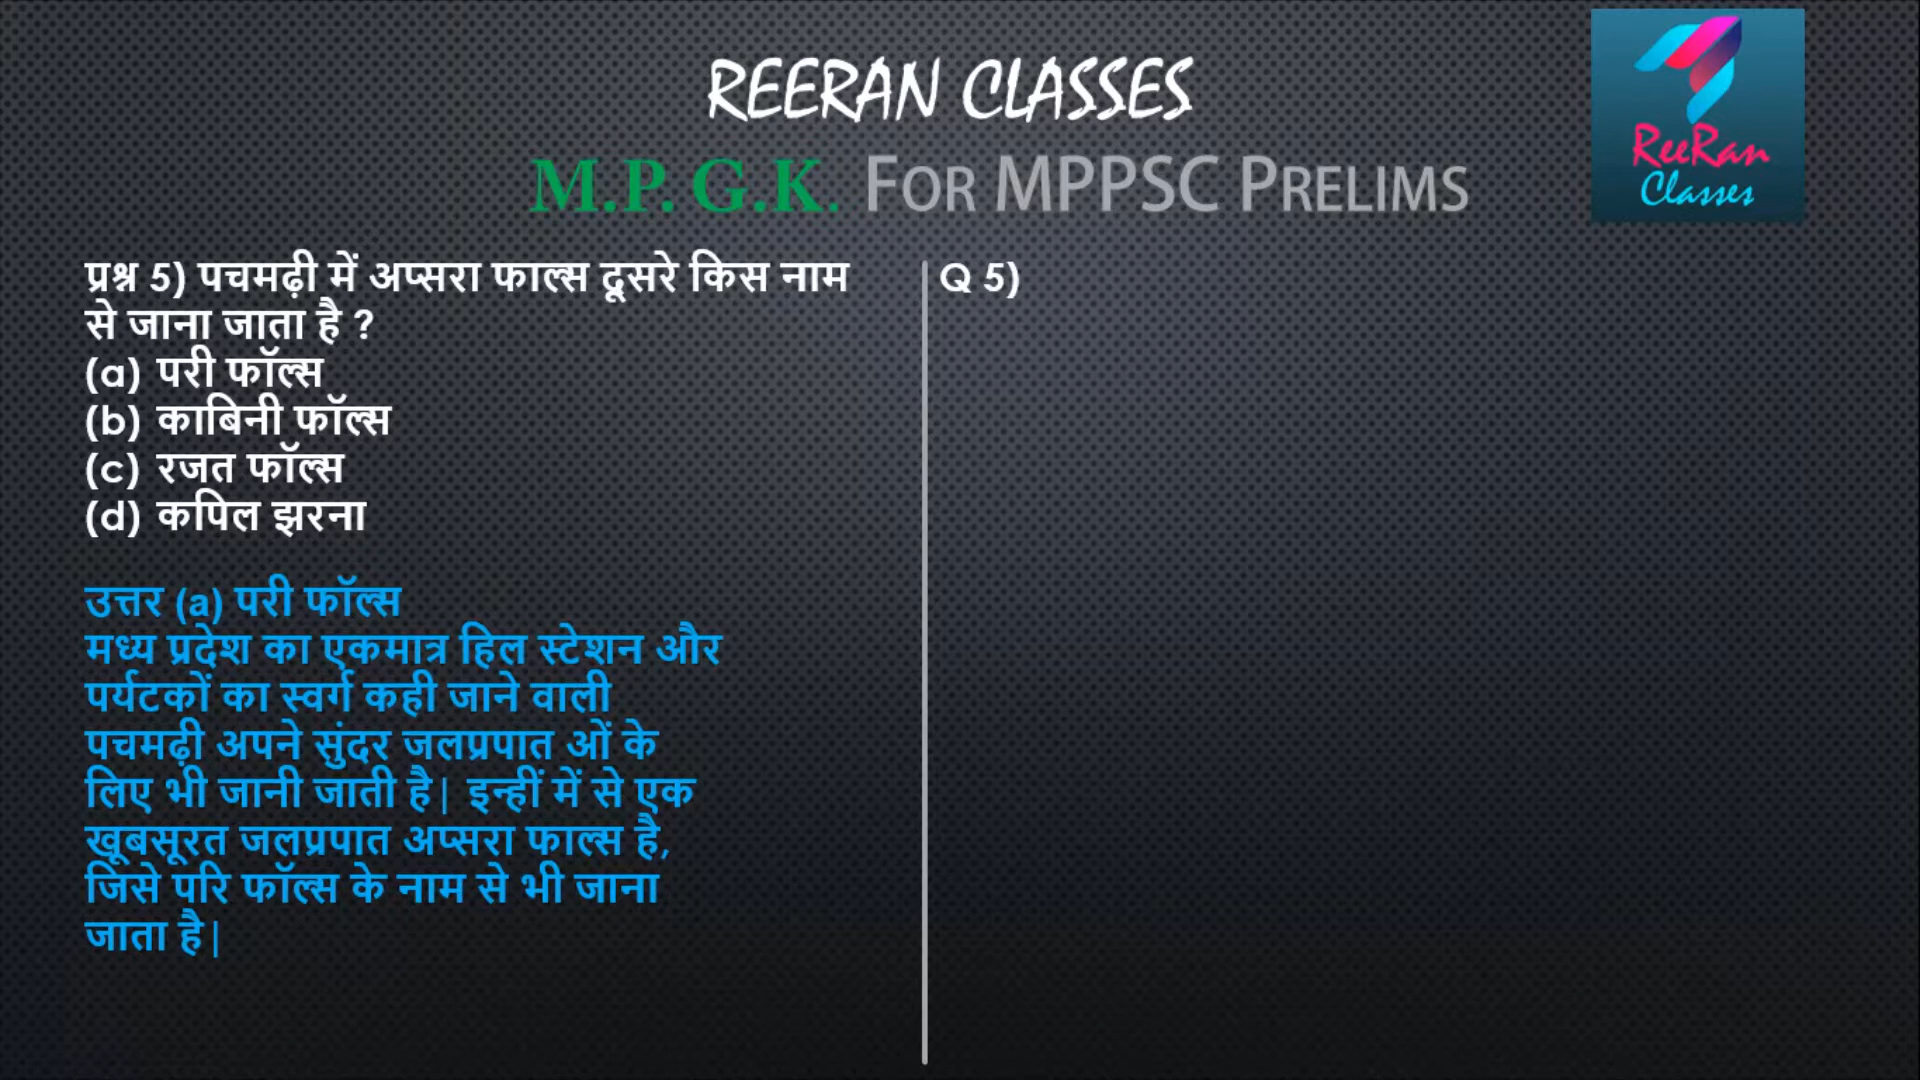 REERAN CLASSES
M.P. G.K. FOR MPPSC PRELIMS
ReeRan
Classes
प्रश्न 5) पचमढ़ी में अप्सरा फाल्स दूसरे किस नाम
से जाना जाता है ?
(a) परी फॉल्स
(b) काबिनी फॉल्स
(c) रजत फॉल्स
(d) कपिल झरना
उत्तर (a) परी फॉल्स
मध्य प्रदेश का एकमात्र हिल स्टेशन और
पर्यटकों का स्वर्ग कही जाने वाली
पचमढ़ी अपने सुंदर जलप्रपात ओं के
लिए भी जानी जाती है| इन्हीं में से एक
खूबसूरत जलप्रपात अप्सरा फाल्स है,
जिसे परि फॉल्स के नाम से भी जाना
जाता है|
Q 5)